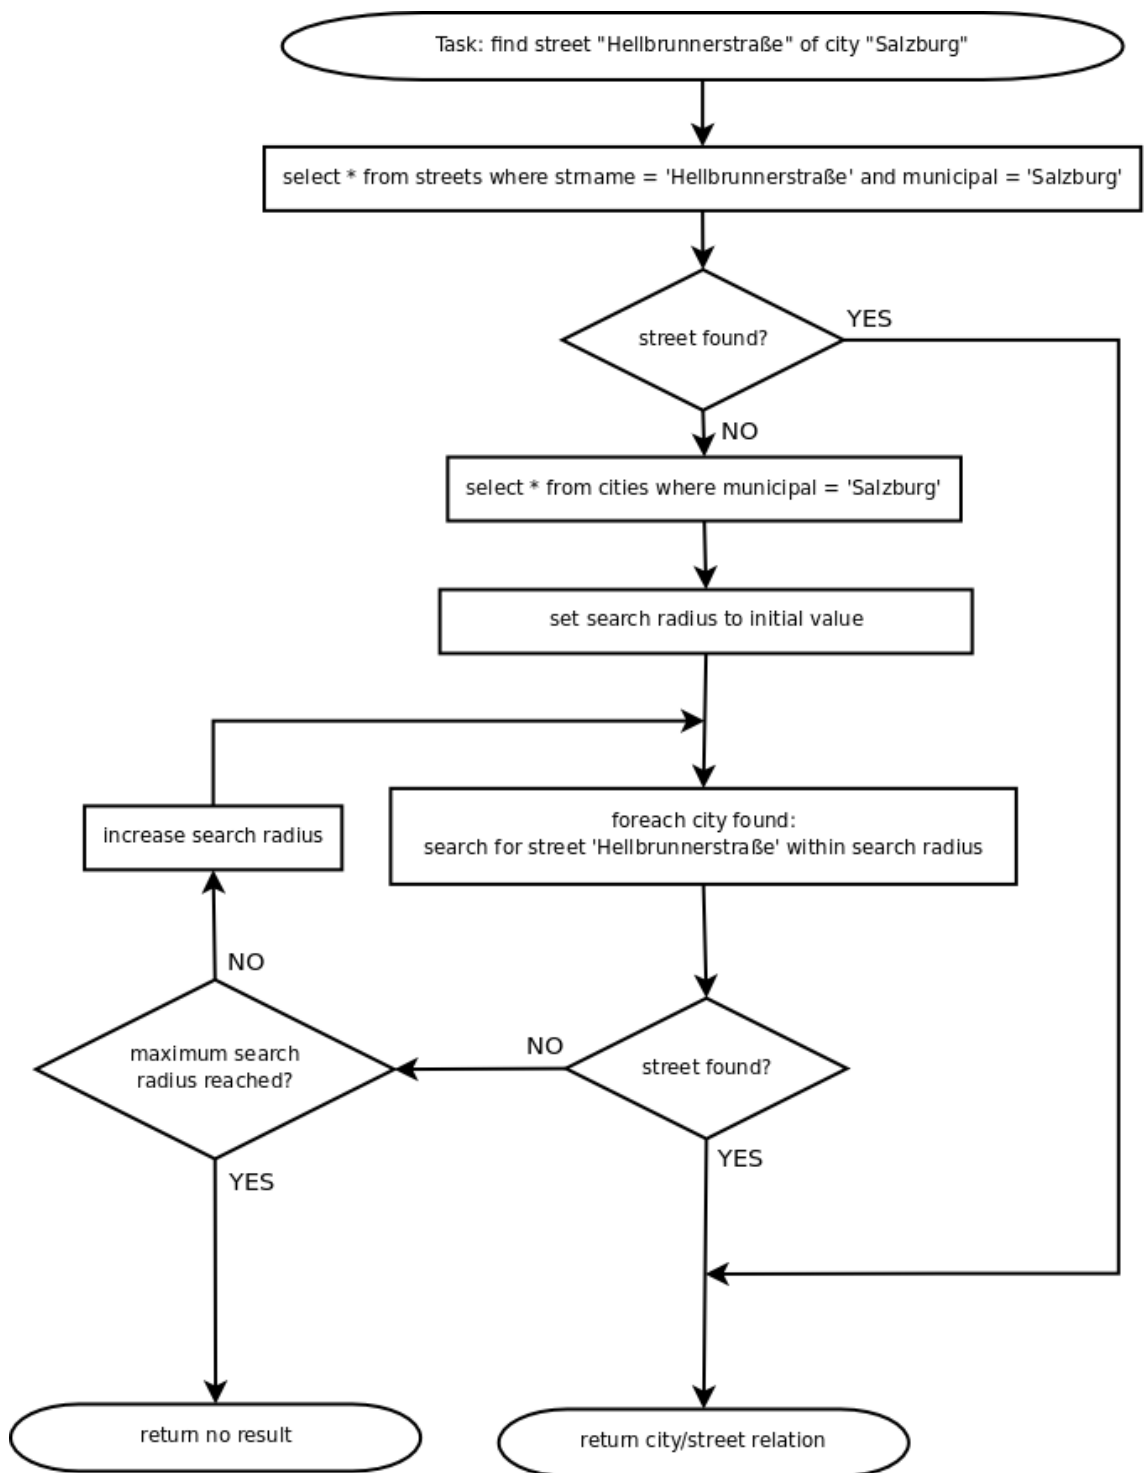 Task: find street "Hellbrunnerstraße" of city "Salzburg"
select * from streets where strname = 'Hellbrunnerstraße' and municipal = 'Salzburg'
street found?
YES
NO
select * from cities where municipal = 'Salzburg'
set search radius to initial value
increase search radius
foreach city found:
search for street 'Hellbrunnerstraße' within search radius
NO
maximum search
radius reached?
NO
street found?
YES
YES
return no result
return city/street relation